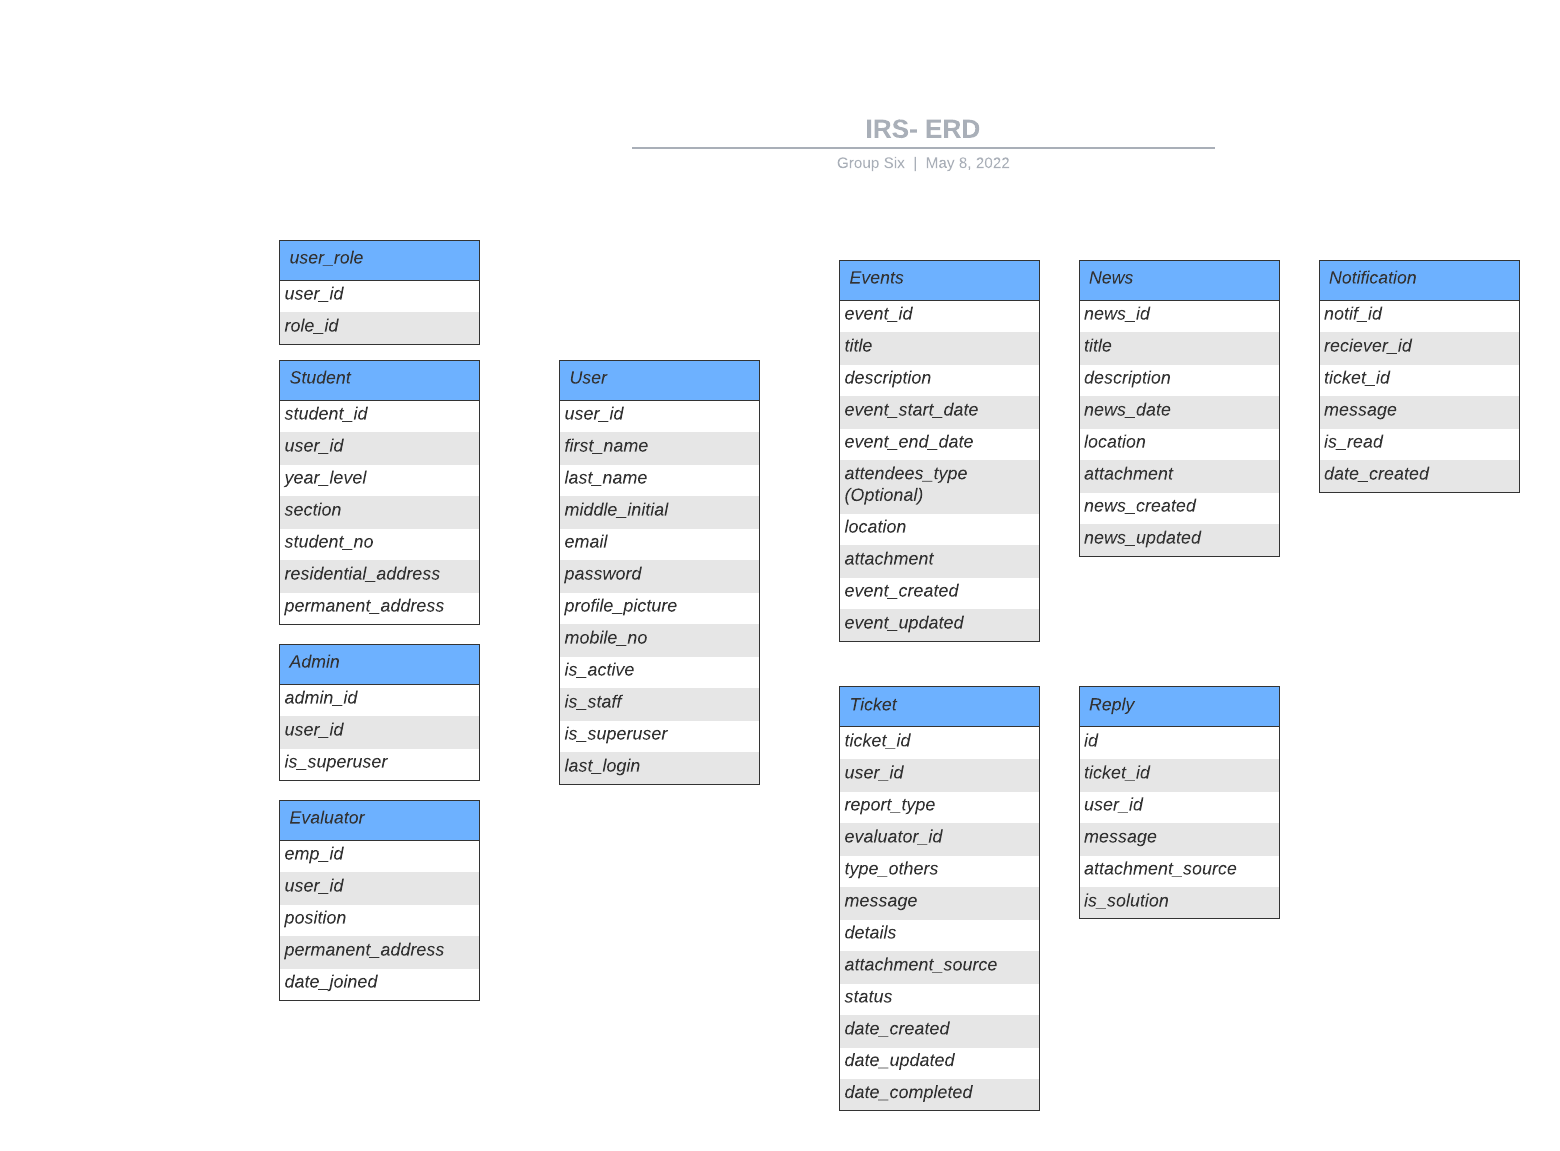 IRS- ERD
Group Six | May 8, 2022
user_role
user_id
role_id
Student
student_id
user_id
year_level
section
student_no
residential_address
permanent_address
Admin
admin_id
user_id
is_superuser
Evaluator
emp_id
user_id
position
permanent_address
date_joined
User
user_id
first_name
last_name
middle_initial
email
password
profile_picture
mobile_no
is_active
is_staff
is_superuser
last_login
Events
event_id
title
description
event_start_date
event_end_date
attendees_type
(Optional)
location
attachment
event_created
event_updated
News
news_id
title
description
news_date
location
attachment
news_created
news_updated
Notification
notif_id
reciever_id
ticket_id
message
is_read
date_created
Ticket
ticket_id
user_id
report_type
evaluator_id
type_others
message
details
attachment_source
status
date_created
date_updated
date_completed
Reply
id
ticket_id
user_id
message
attachment_source
is_solution